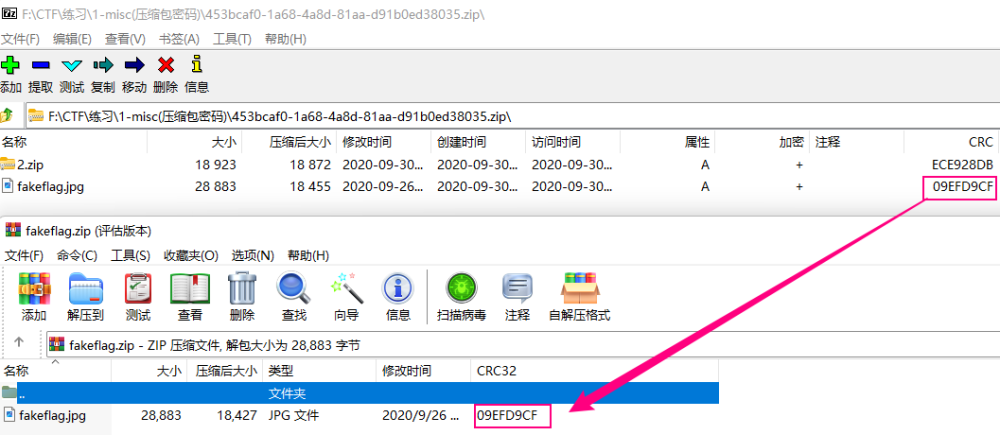 F:\CTF\练习\1-misc(压缩包密码)\453bcaf0-1a68-4a8d-81aa-d91b0ed38035.zip\
文件(F) 编辑(E) 查看(V) 书签(A) 工具(T) 帮助(H)
添加 提取 测试 复制 移动 删除 信息
F:\CTF\练习\1-misc(压缩包密码)\453bcaf0-1a68-4a8d-81aa-d91b0ed38035.zip\
名称 大小 压缩后大小 修改时间 创建时间 访问时间 属性 加密 注释 CRC
2.zip 18 923 18 872 2020-09-30... 2020-09-30... 2020-09-30... A + ECE928DB
fakeflag.jpg 28 883 18 455 2020-09-26... 2020-09-30... 2020-09-30... A + 09EFD9CF
fakeflag.zip (评估版本)
文件(F) 命令(C) 工具(S) 收藏夹(O) 选项(N) 帮助(H)
添加 解压到 测试 查看 删除 查找 向导 信息 扫描病毒 注释 自解压格式
fakeflag.zip - ZIP 压缩文件, 解包大小为 28,883 字节
名称 大小 压缩后大小 类型 修改时间 CRC32
.. 文件夹
fakeflag.jpg 28,883 18,427 JPG 文件 2020/9/26 ... 09EFD9CF